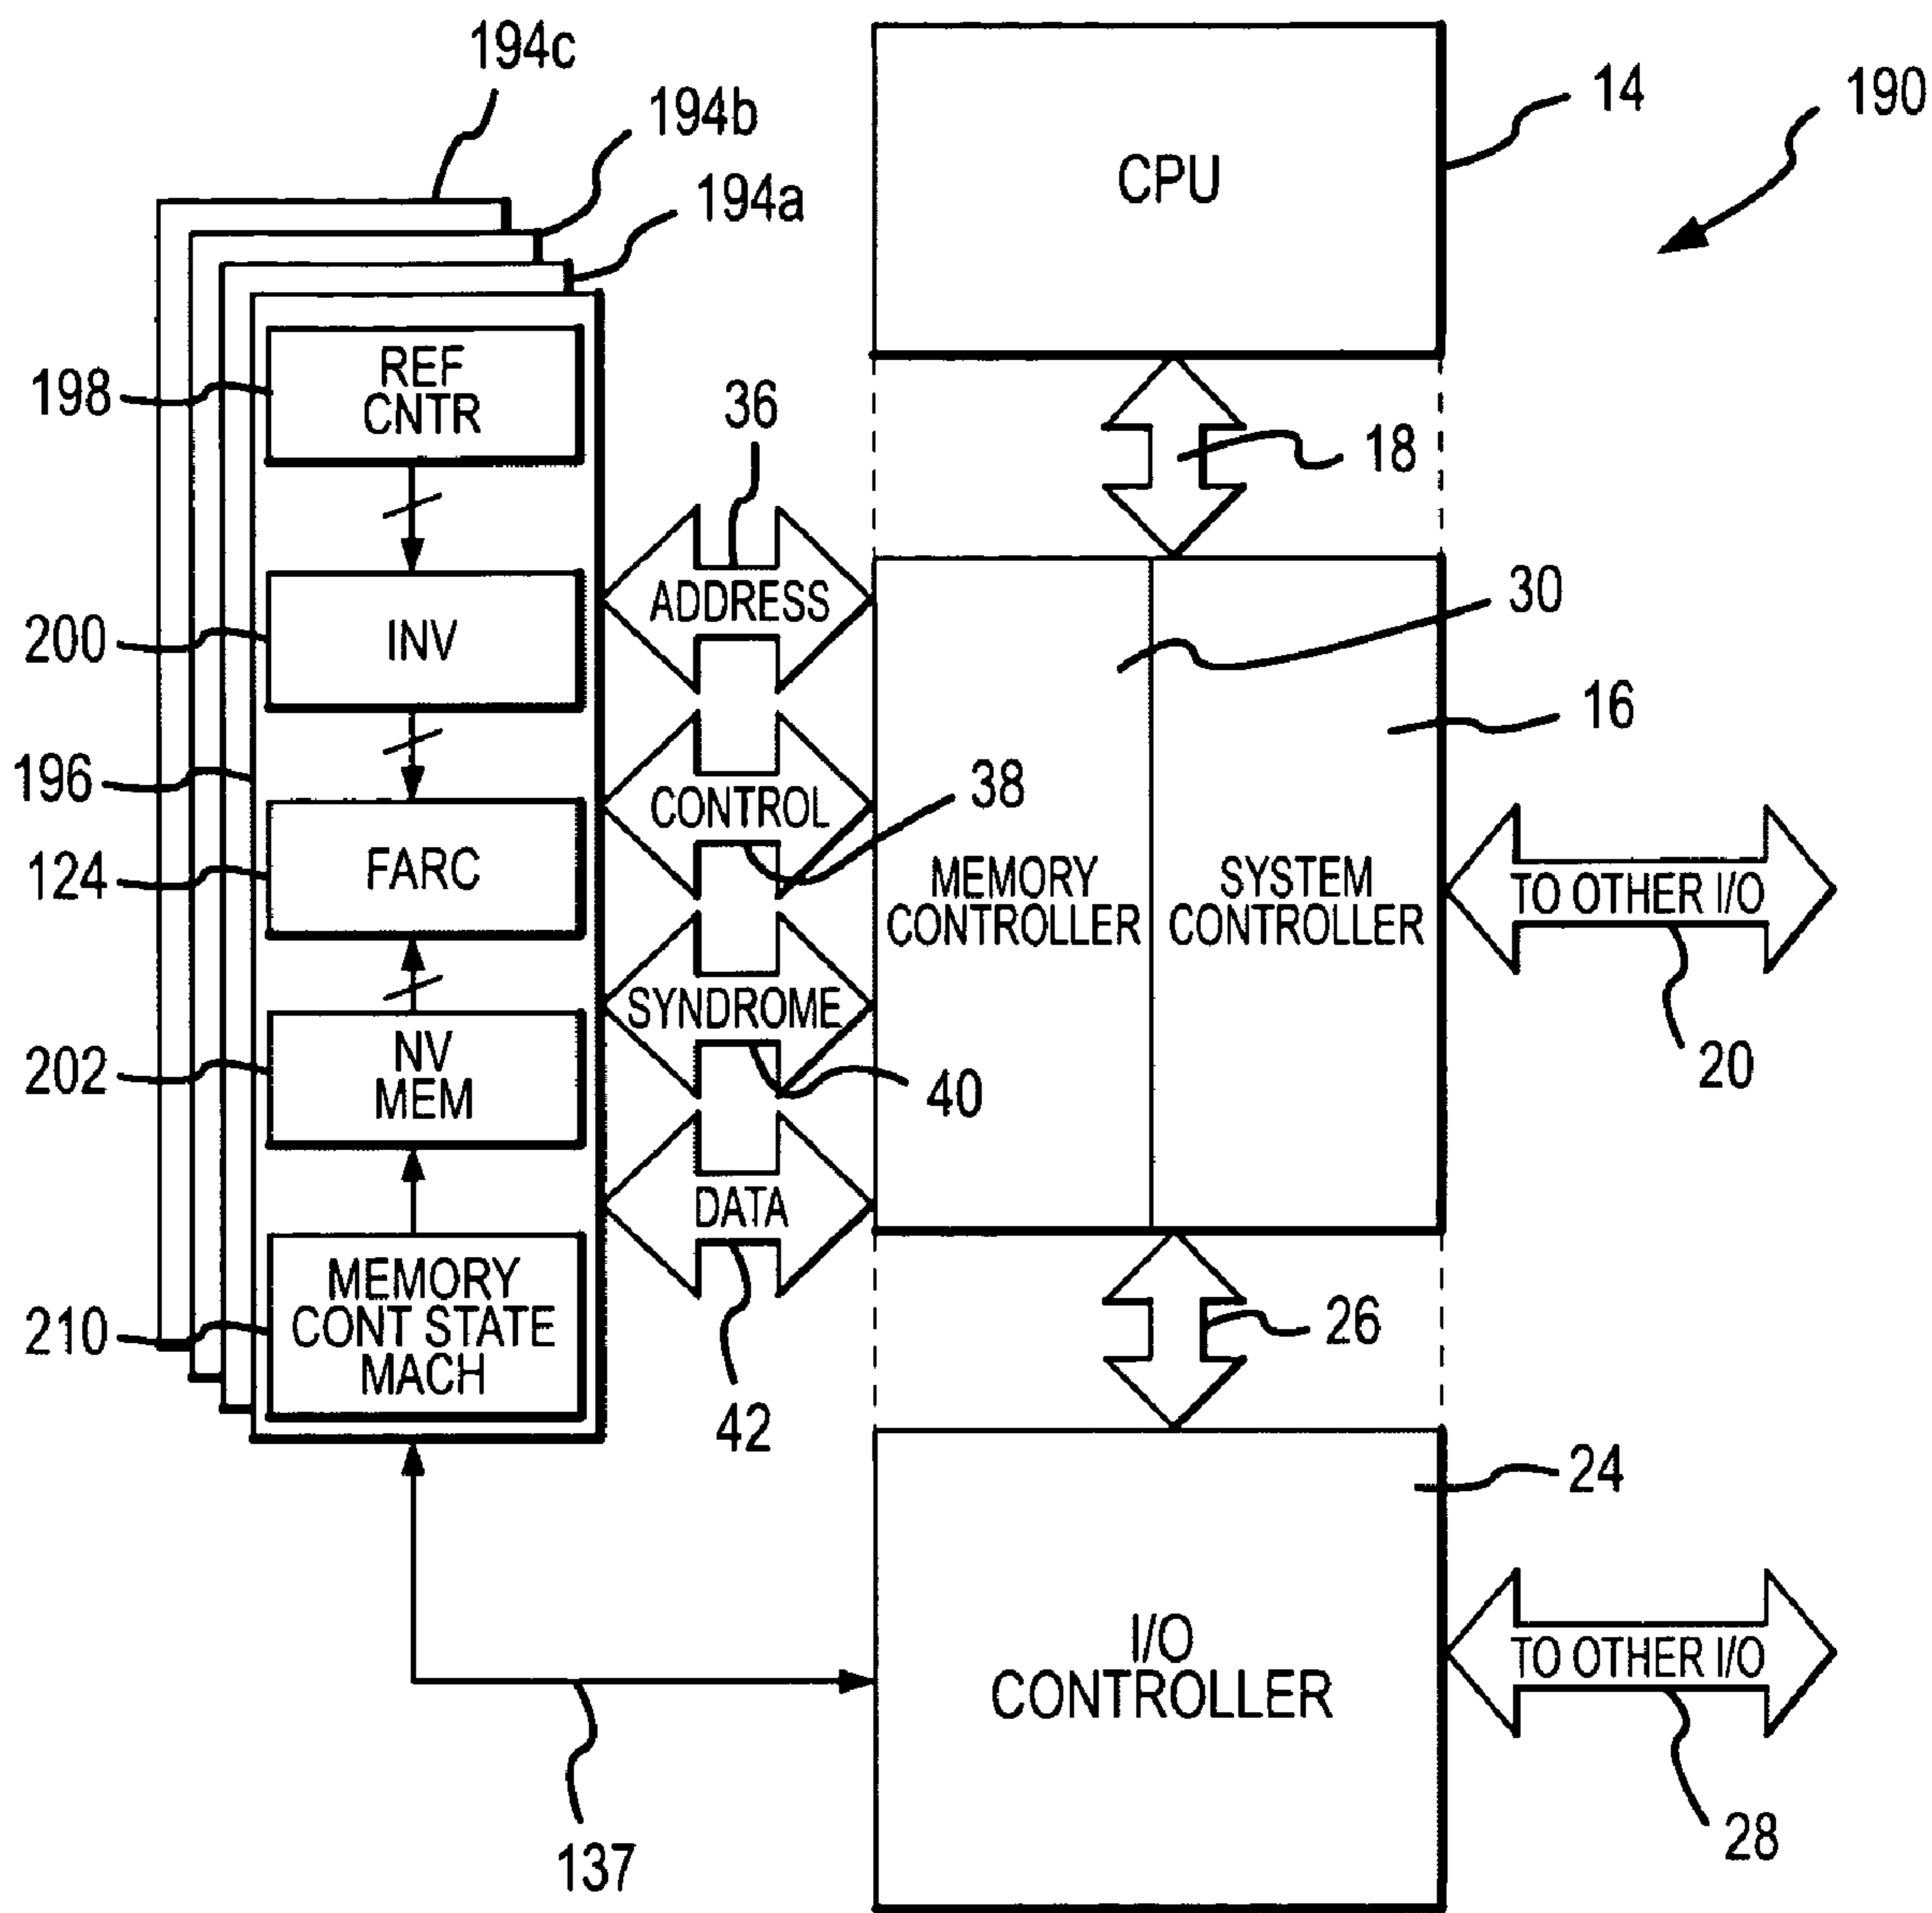 194c
194b
194a
14
190
CPU
198
REF
CNTR
36
18
200
INV
ADDRESS
30
16
196
CONTROL
38
124
FARC
MEMORY
CONTROLLER
SYSTEM
CONTROLLER
TO OTHER I/O
20
202
NV
MEM
SYNDROME
40
DATA
210
MEMORY
CONT STATE
MACH
42
26
24
I/O
CONTROLLER
TO OTHER I/O
28
137